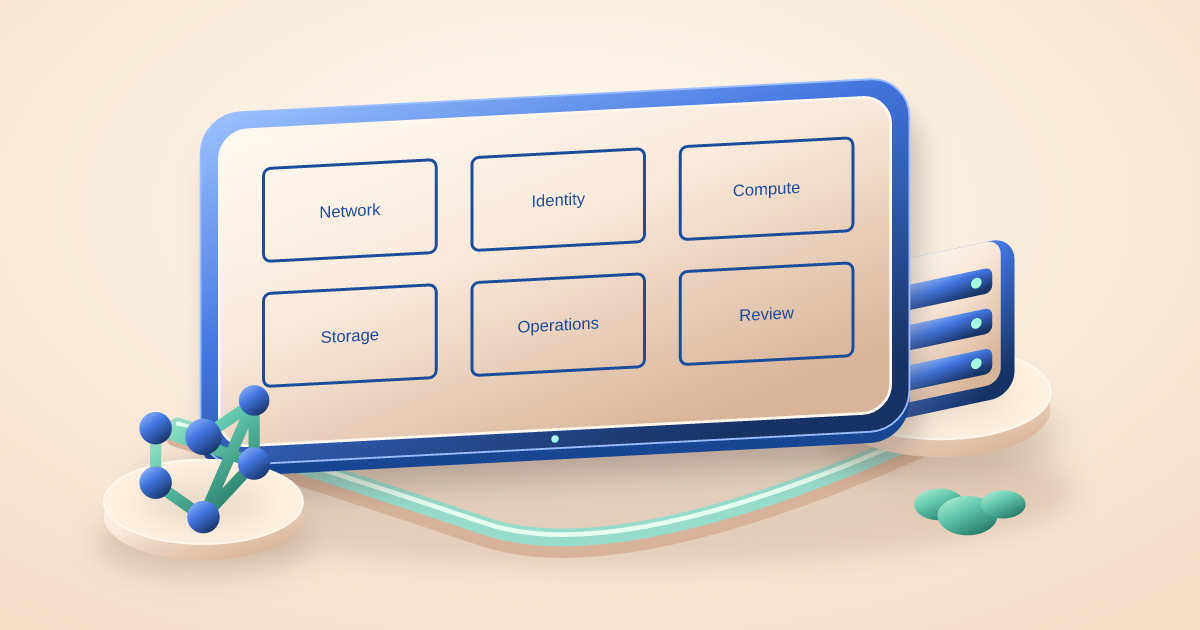 Network
Identity
Compute
Storage
Operations
Review